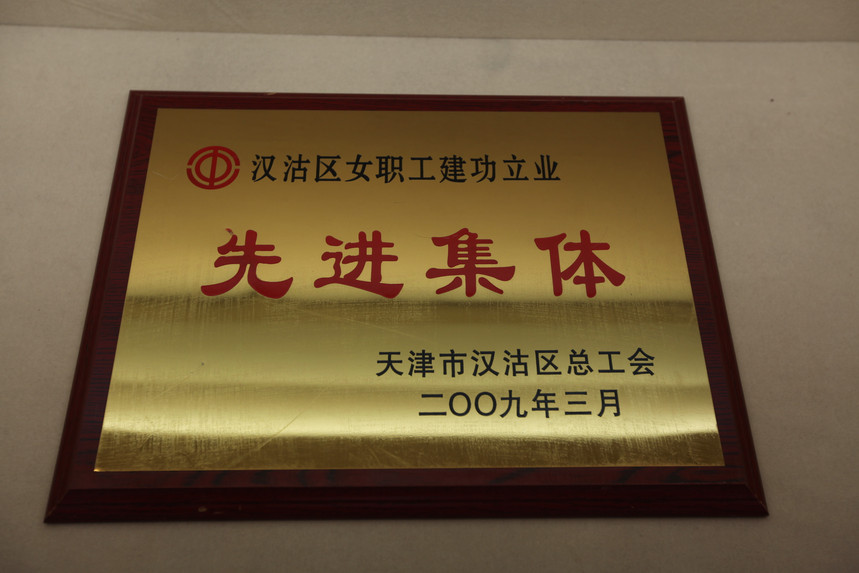 汉沽区女职工建功立业
先进集体
天津市汉沽区总工会
二〇〇九年三月